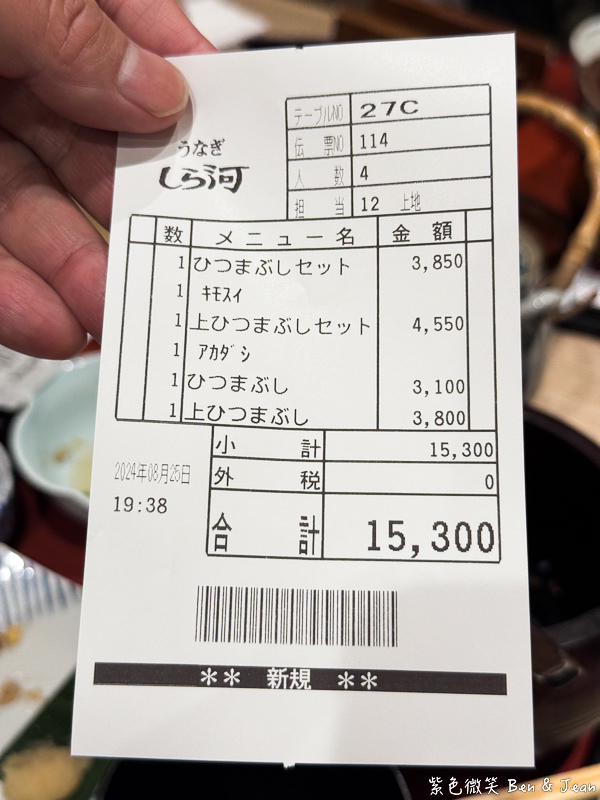 うなぎ
しら河
テーブルNO 27C
伝票NO 114
人数 4
担当 12 上地
数 メニュー名 金額
1 ひつまぶしセット 3,850
1 キモスイ
1 上ひつまぶしセット 4,550
1 アカダシ
1 ひつまぶし 3,100
1 上ひつまぶし 3,800
小計 15,300
外税 0
合計 15,300
2024年08月25日
19:38
** 新規 **
紫色微笑 Ben & Jean